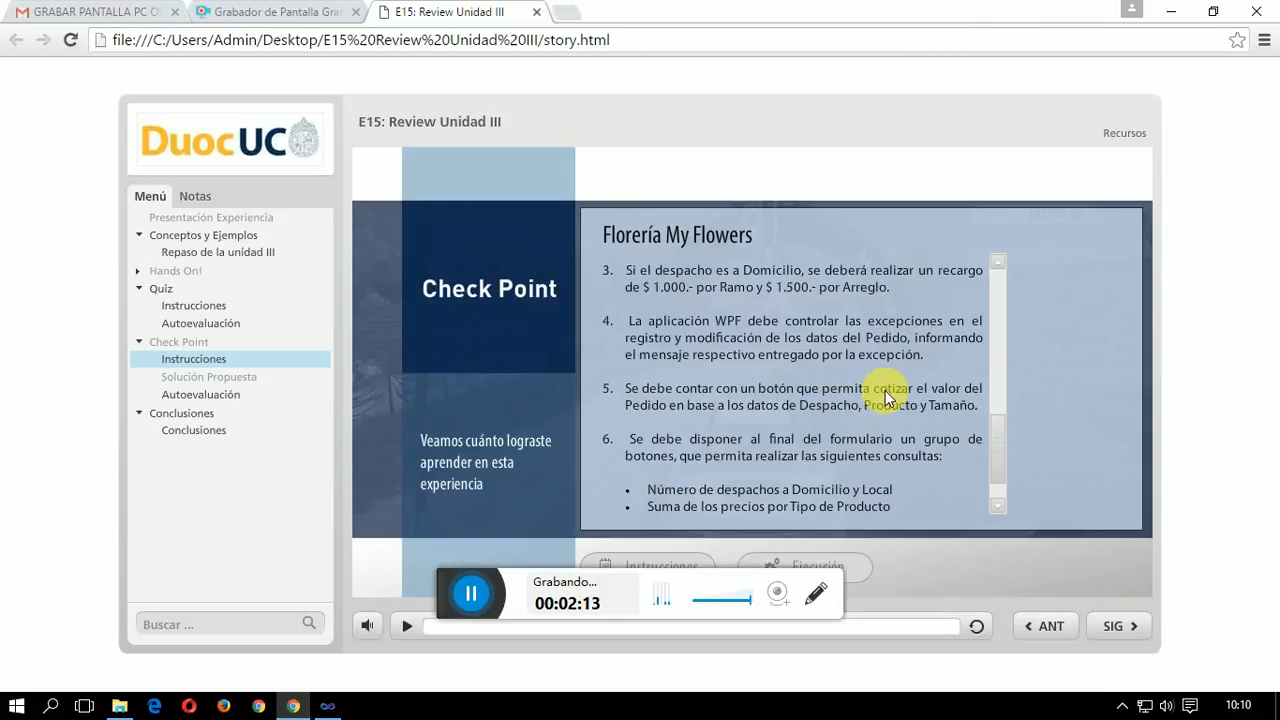 GRABAR PANTALLA PC O
Grabador de Pantalla Gra
E15: Review Unidad III
file:///C:/Users/Admin/Desktop/E15%20Review%20Unidad%20III/story.html
Duoc UC
E15: Review Unidad III
Recursos
Menú
Notas
Presentación Experiencia
Conceptos y Ejemplos
Repaso de la unidad III
Hands On!
Quiz
Instrucciones
Autoevaluación
Check Point
Instrucciones
Solución Propuesta
Autoevaluación
Conclusiones
Conclusiones
Buscar ...
Check Point
Veamos cuánto lograste
aprender en esta
experiencia
Florería My Flowers
3. Si el despacho es a Domicilio, se deberá realizar un recargo
de $ 1.000.- por Ramo y $ 1.500.- por Arreglo.
4. La aplicación WPF debe controlar las excepciones en el
registro y modificación de los datos del Pedido, informando
el mensaje respectivo entregado por la excepción.
5. Se debe contar con un botón que permita cotizar el valor del
Pedido en base a los datos de Despacho, Producto y Tamaño.
6. Se debe disponer al final del formulario un grupo de
botones, que permita realizar las siguientes consultas:
• Número de despachos a Domicilio y Local
• Suma de los precios por Tipo de Producto
Instrucciones
Ejecución
Grabando...
00:02:13
ANT
SIG
10:10